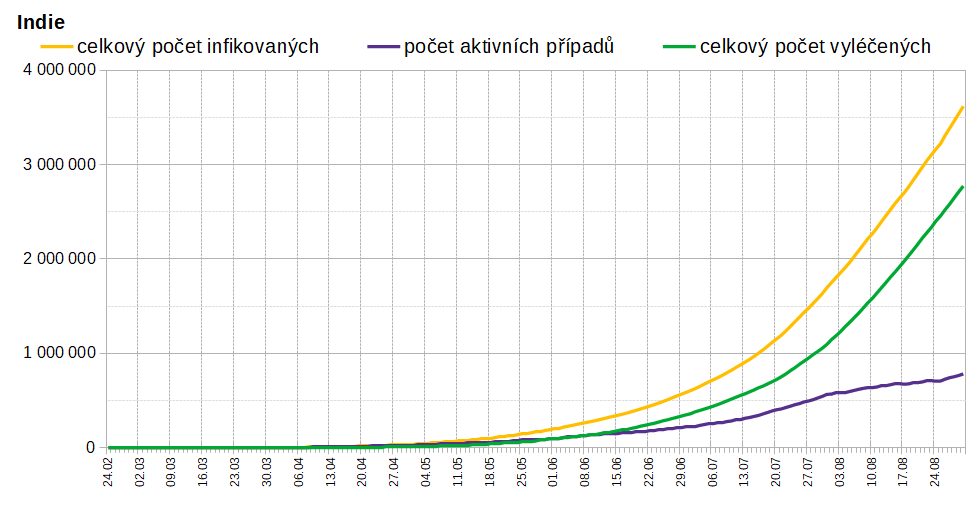 Indie
celkový počet infikovaných počet aktivních případů celkový počet vyléčených
4 000 000
3 000 000
2 000 000
1 000 000
0
24.02 02.03 09.03 16.03 23.03 30.03 06.04 13.04 20.04 27.04 04.05 11.05 18.05 25.05 01.06 08.06 15.06 22.06 29.06 06.07 13.07 20.07 27.07 03.08 10.08 17.08 24.08